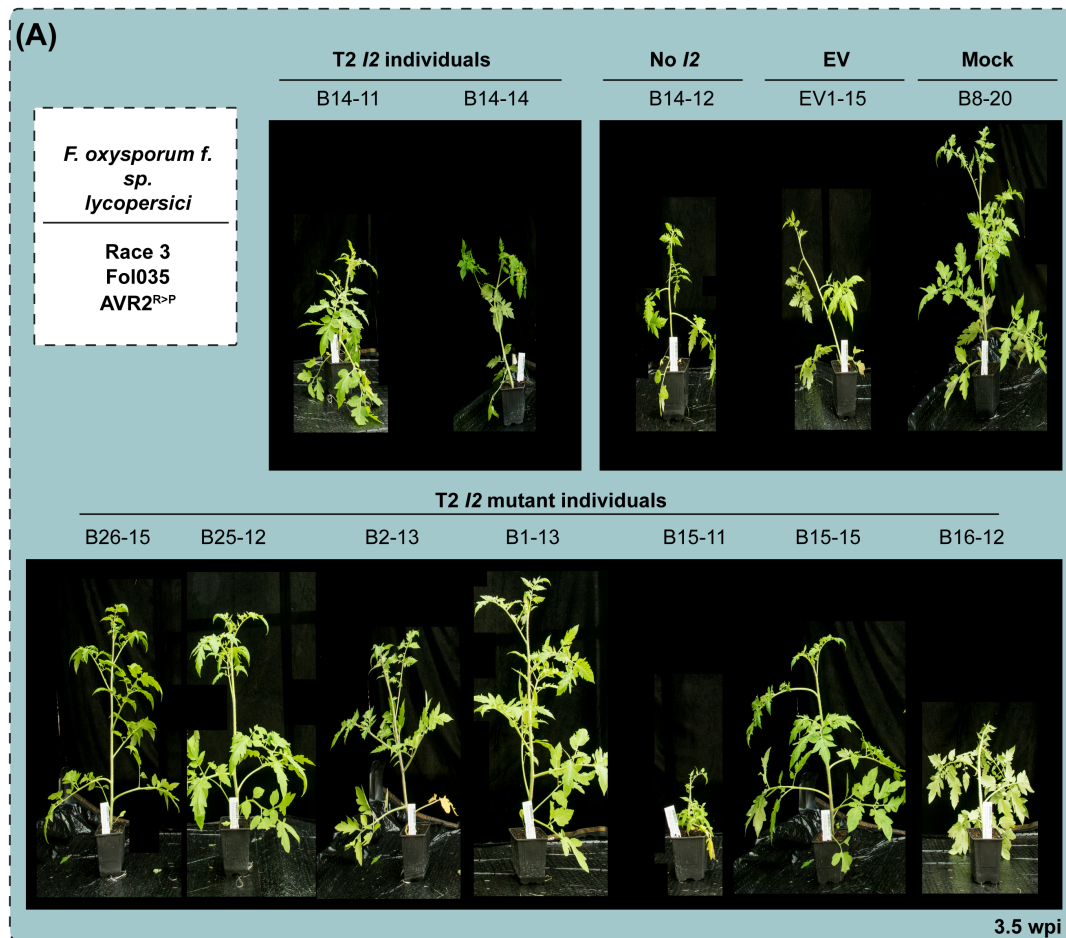 (A)
F. oxysporum f.
sp.
lycopersici
Race 3
Fol035
AVR2R>P
T2 I2 individuals
B14-11 B14-14
No I2 EV Mock
B14-12 EV1-15 B8-20
T2 I2 mutant individuals
B26-15 B25-12 B2-13 B1-13 B15-11 B15-15 B16-12
3.5 wpi